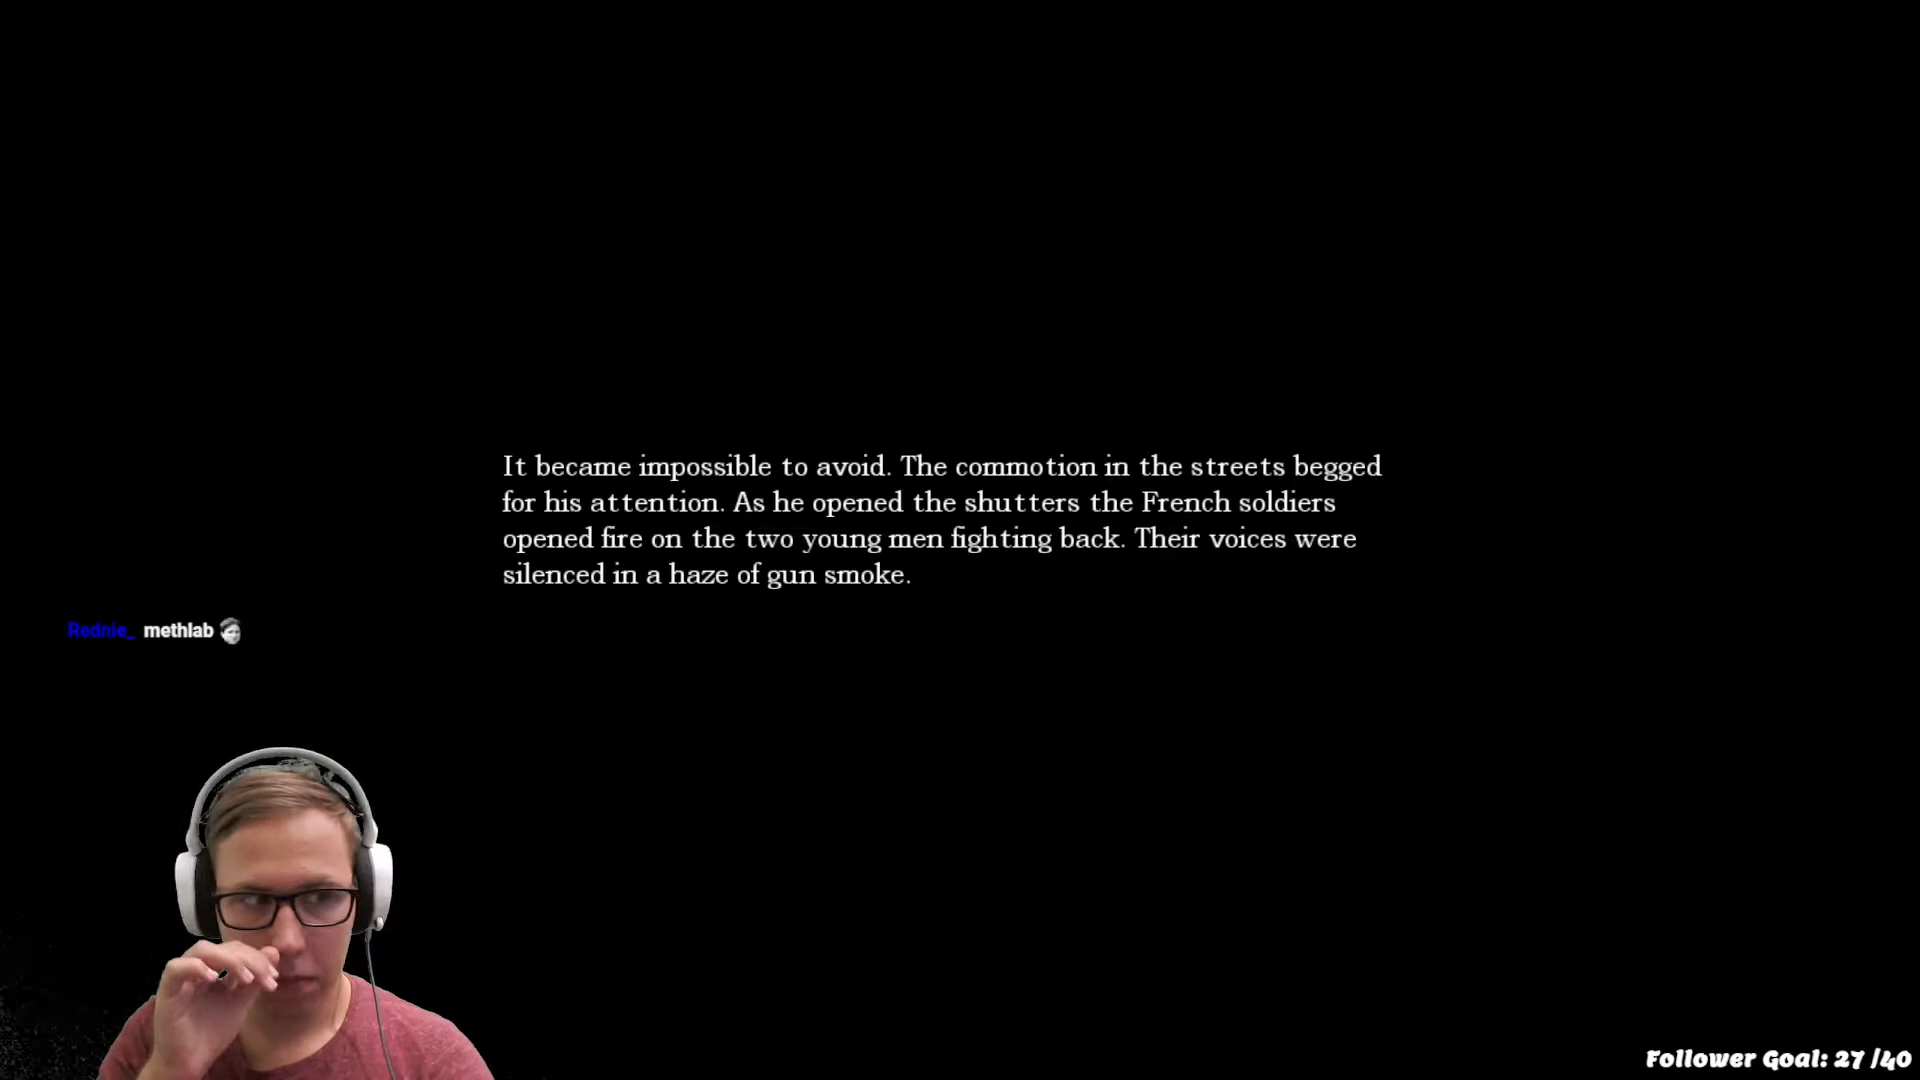 It became impossible to avoid. The commotion in the streets begged
for his attention. As he opened the shutters the French soldiers
opened fire on the two young men fighting back. Their voices were
silenced in a haze of gun smoke.
Rednie_ methlab
Follower Goal: 27 /40